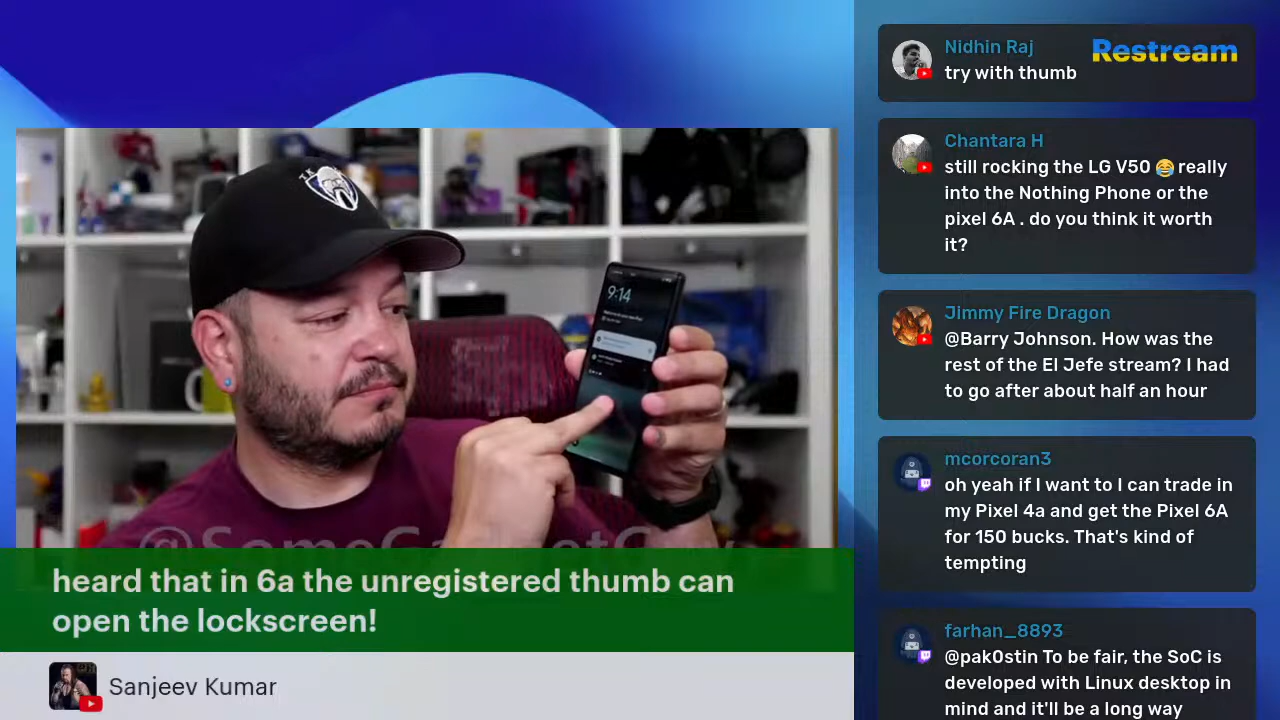 Restream
Nidhin Raj
try with thumb
Chantara H
still rocking the LG V50 😂 really
into the Nothing Phone or the
pixel 6A . do you think it worth
it?
Jimmy Fire Dragon
@Barry Johnson. How was the
rest of the El Jefe stream? I had
to go after about half an hour
mcorcoran3
oh yeah if I want to I can trade in
my Pixel 4a and get the Pixel 6A
for 150 bucks. That's kind of
tempting
farhan_8893
@pak0stin To be fair, the SoC is
developed with Linux desktop in
mind and it'll be a long way
9:14
@SomeGadgetGuy
heard that in 6a the unregistered thumb can
open the lockscreen!
Sanjeev Kumar